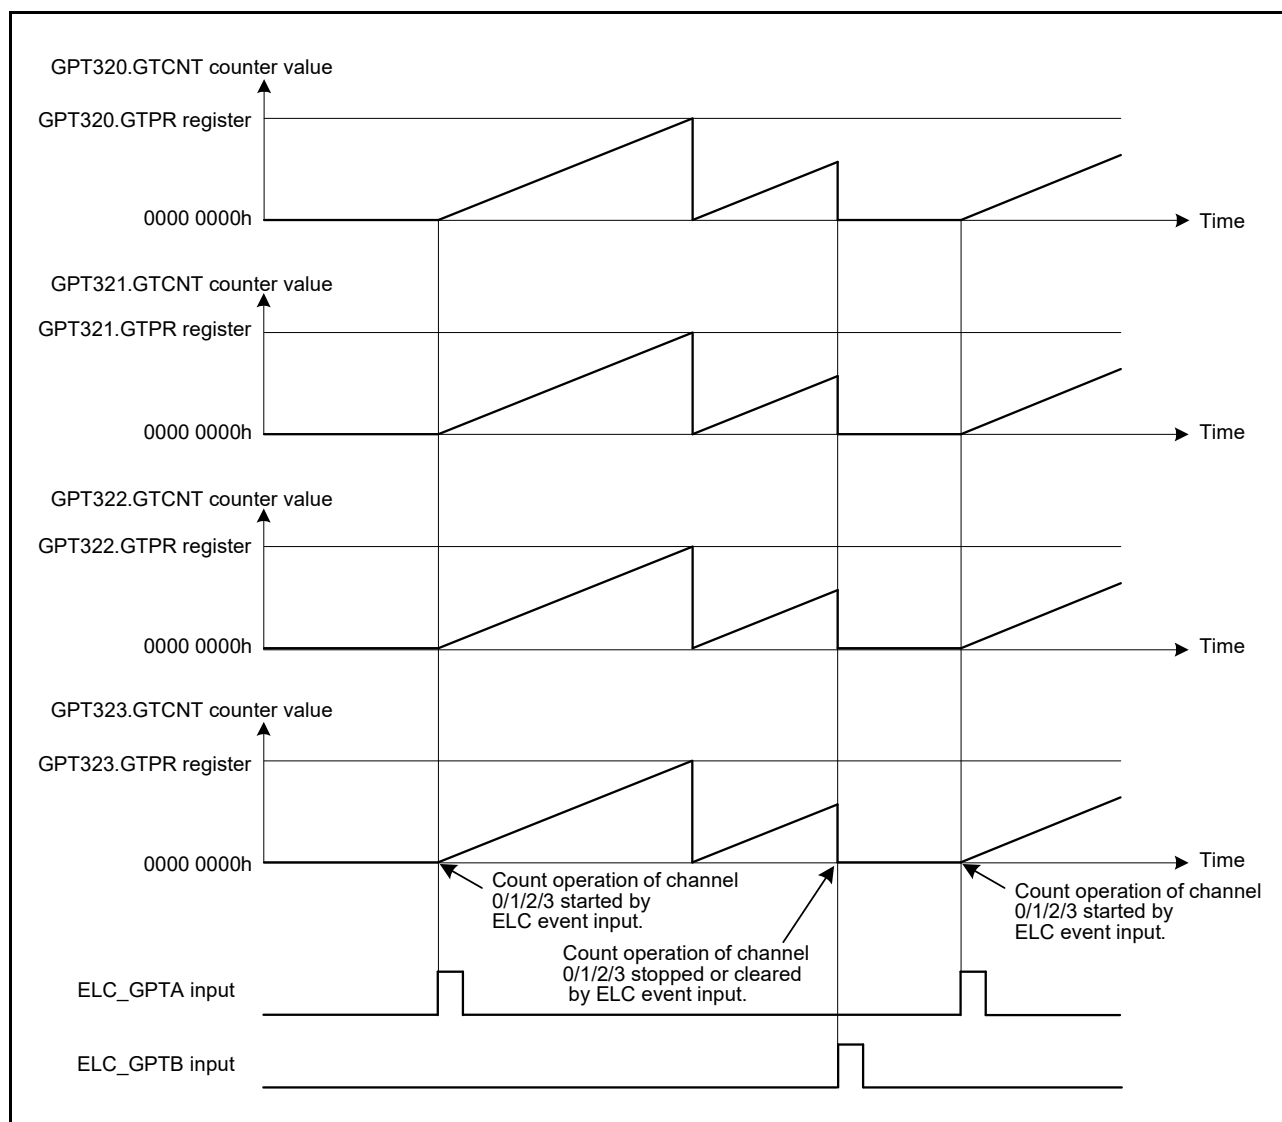 GPT320.GTCNT counter value
GPT320.GTPR register
0000 0000h
Time
GPT321.GTCNT counter value
GPT321.GTPR register
0000 0000h
Time
GPT322.GTCNT counter value
GPT322.GTPR register
0000 0000h
Time
GPT323.GTCNT counter value
GPT323.GTPR register
0000 0000h
Time
Count operation of channel
0/1/2/3 started by
ELC event input.
Count operation of channel
0/1/2/3 stopped or cleared
by ELC event input.
Count operation of channel
0/1/2/3 started by
ELC event input.
ELC_GPTA input
ELC_GPTB input